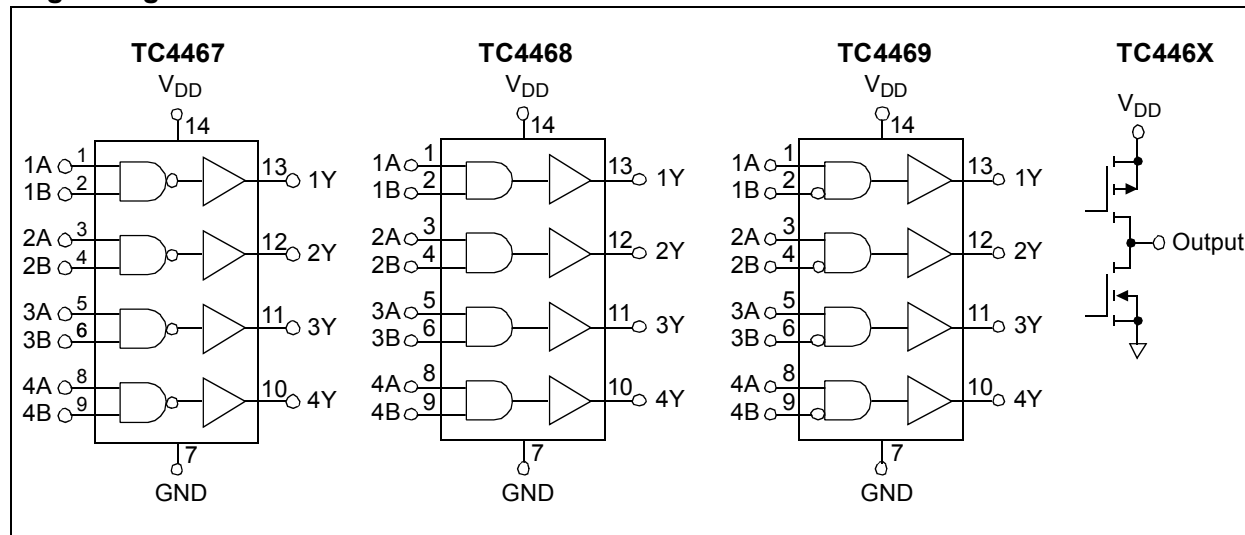 TC4467
VDD
14
1A 1
1B 2
13 1Y
2A 3
2B 4
12 2Y
3A 5
3B 6
11 3Y
4A 8
4B 9
10 4Y
7
GND
TC4468
VDD
14
1A 1
1B 2
13 1Y
2A 3
2B 4
12 2Y
3A 5
3B 6
11 3Y
4A 8
4B 9
10 4Y
7
GND
TC4469
VDD
14
1A 1
1B 2
13 1Y
2A 3
2B 4
12 2Y
3A 5
3B 6
11 3Y
4A 8
4B 9
10 4Y
7
GND
TC446X
VDD
Output